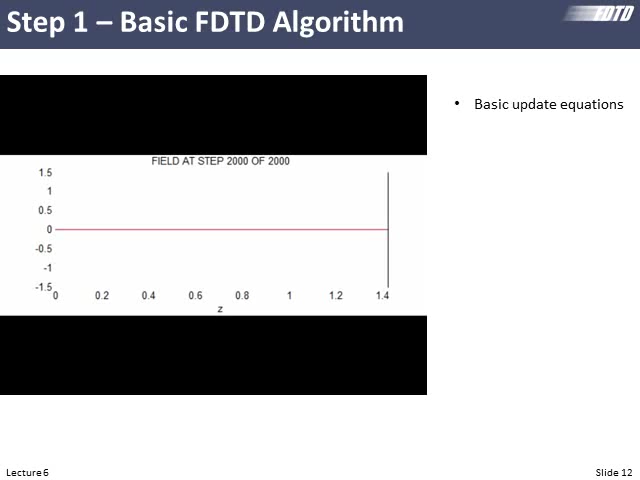 Step 1 – Basic FDTD Algorithm
FDTD
• Basic update equations
FIELD AT STEP 2000 OF 2000
1.5
1
0.5
0
-0.5
-1
-1.5
0 0.2 0.4 0.6 0.8 1 1.2 1.4
z
Lecture 6
Slide 12